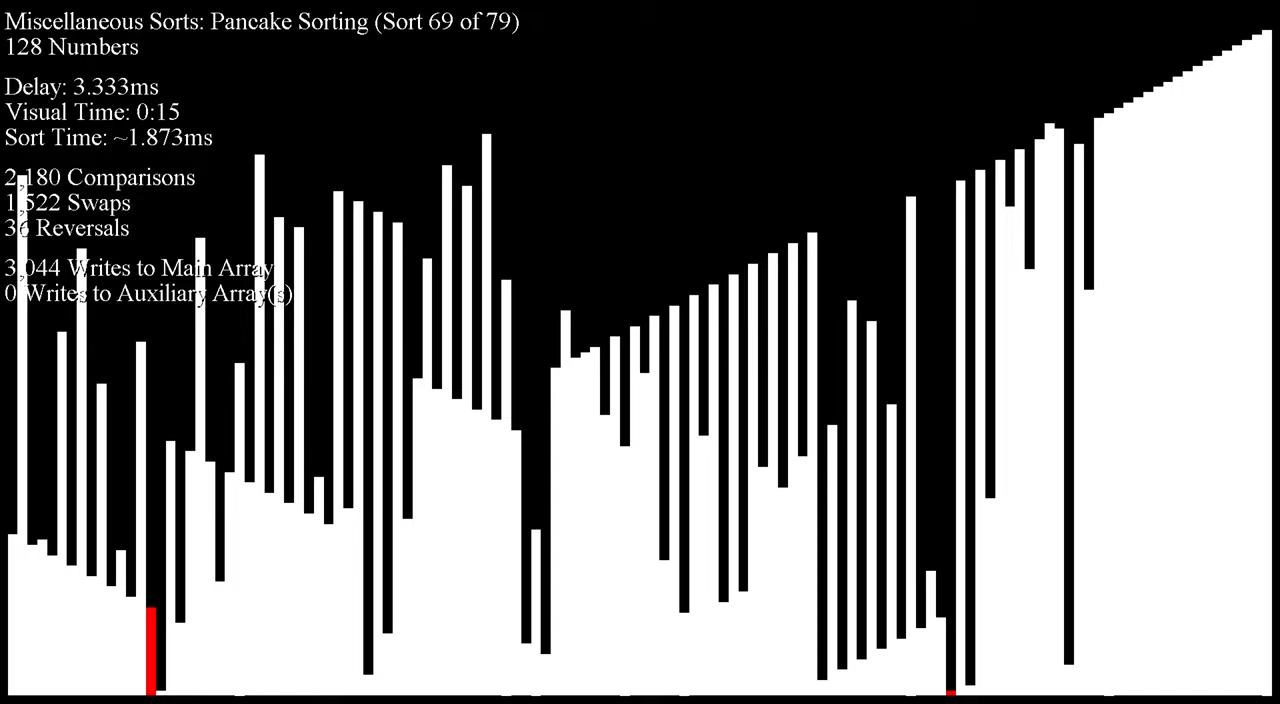 Miscellaneous Sorts: Pancake Sorting (Sort 69 of 79)
128 Numbers
Delay: 3.333ms
Visual Time: 0:15
Sort Time: ~1.873ms
2,180 Comparisons
1,522 Swaps
36 Reversals
3,044 Writes to Main Array
0 Writes to Auxiliary Array(s)